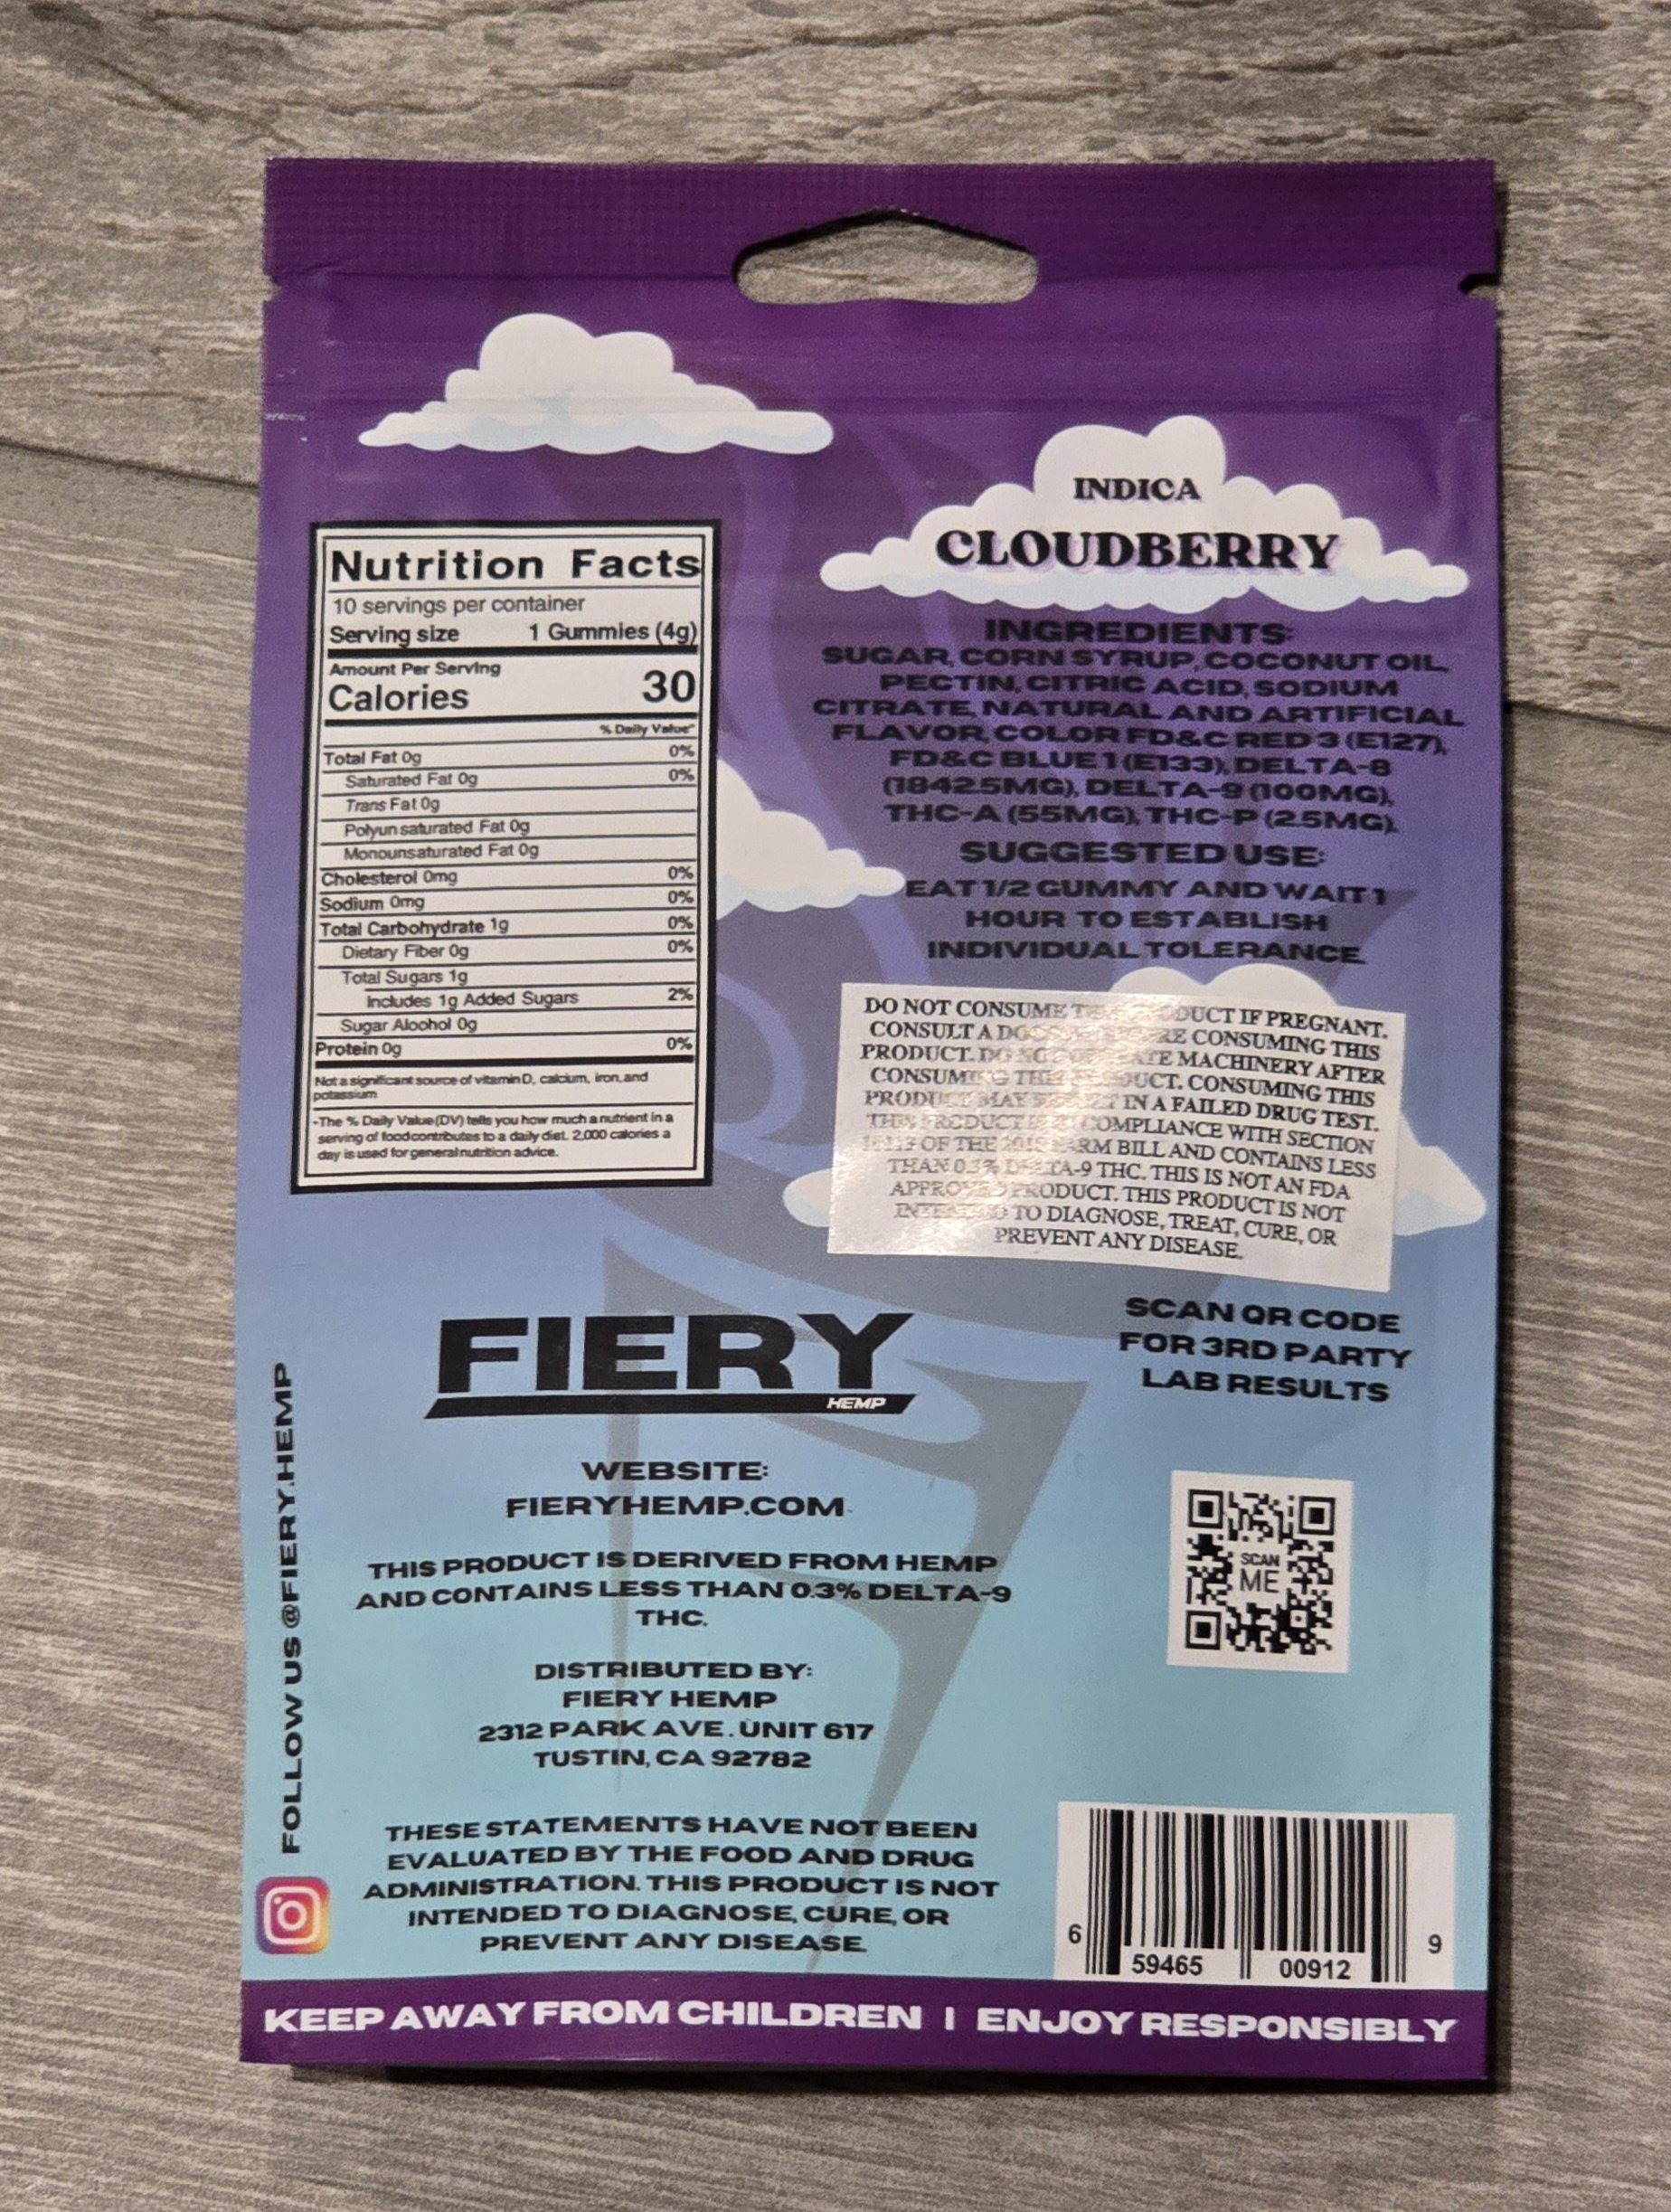 INDICA
CLOUDBERRY
Nutrition Facts
10 servings per container
Serving size 1 Gummies (4g)
Amount Per Serving
Calories 30
% Daily Value*
Total Fat 0g 0%
Saturated Fat 0g 0%
Trans Fat 0g
Polyunsaturated Fat 0g
Monounsaturated Fat 0g
Cholesterol 0mg 0%
Sodium 0mg 0%
Total Carbohydrate 1g 0%
Dietary Fiber 0g 0%
Total Sugars 1g
Includes 1g Added Sugars 2%
Sugar Alcohol 0g
Protein 0g 0%
Not a significant source of vitamin D, calcium, iron, and
potassium
*The % Daily Value (DV) tells you how much a nutrient in a
serving of food contributes to a daily diet. 2,000 calories a
day is used for general nutrition advice.
INGREDIENTS:
SUGAR, CORN SYRUP, COCONUT OIL,
PECTIN, CITRIC ACID, SODIUM
CITRATE, NATURAL AND ARTIFICIAL
FLAVOR, COLOR FD&C RED 3 (E127),
FD&C BLUE 1 (E133), DELTA-8
(1842.5MG), DELTA-9 (100MG),
THC-A (55MG), THC-P (2.5MG).
SUGGESTED USE:
EAT 1/2 GUMMY AND WAIT 1
HOUR TO ESTABLISH
INDIVIDUAL TOLERANCE
DO NOT CONSUME PRODUCT IF PREGNANT.
CONSULT A CONSUMING THIS
PRODUCT. DO NOT MACHINERY AFTER
CONSUMING THIS PRODUCT. CONSUMING THIS
PRODUCT MAY IN A FAILED DRUG TEST.
THIS PRODUCT COMPLIANCE WITH SECTION
OF THE FARM BILL AND CONTAINS LESS
THAN 0.3% DELTA-9 THC. THIS IS NOT AN FDA
APPROVED PRODUCT. THIS PRODUCT IS NOT
INTENDED TO DIAGNOSE, TREAT, CURE, OR
PREVENT ANY DISEASE.
FIERY
HEMP
SCAN QR CODE
FOR 3RD PARTY
LAB RESULTS
SCAN
ME
WEBSITE:
FIERYHEMP.COM
THIS PRODUCT IS DERIVED FROM HEMP
AND CONTAINS LESS THAN 0.3% DELTA-9
THC.
DISTRIBUTED BY:
FIERY HEMP
2312 PARK AVE. UNIT 617
TUSTIN, CA 92782
FOLLOW US @FIERY.HEMP
THESE STATEMENTS HAVE NOT BEEN
EVALUATED BY THE FOOD AND DRUG
ADMINISTRATION. THIS PRODUCT IS NOT
INTENDED TO DIAGNOSE, CURE, OR
PREVENT ANY DISEASE.
6 59465 00912 9
KEEP AWAY FROM CHILDREN | ENJOY RESPONSIBLY